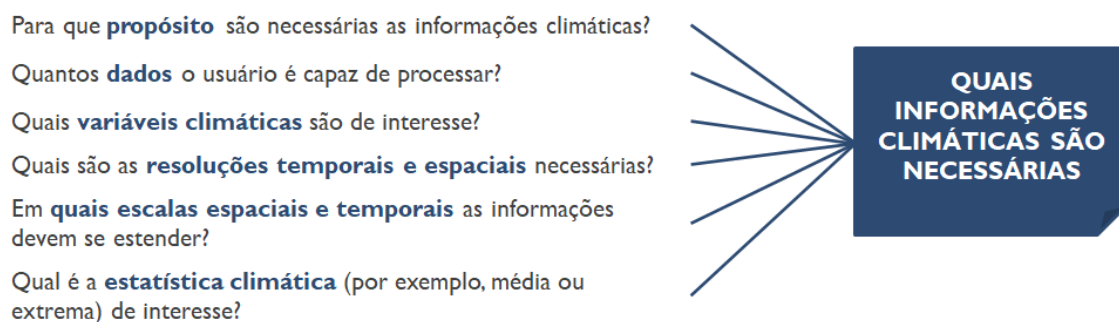 Para que propósito são necessárias as informações climáticas?
Quantos dados o usuário é capaz de processar?
Quais variáveis climáticas são de interesse?
Quais são as resoluções temporais e espaciais necessárias?
Em quais escalas espaciais e temporais as informações
devem se estender?
Qual é a estatística climática (por exemplo, média ou
extrema) de interesse?
QUAIS
INFORMAÇÕES
CLIMÁTICAS SÃO
NECESSÁRIAS